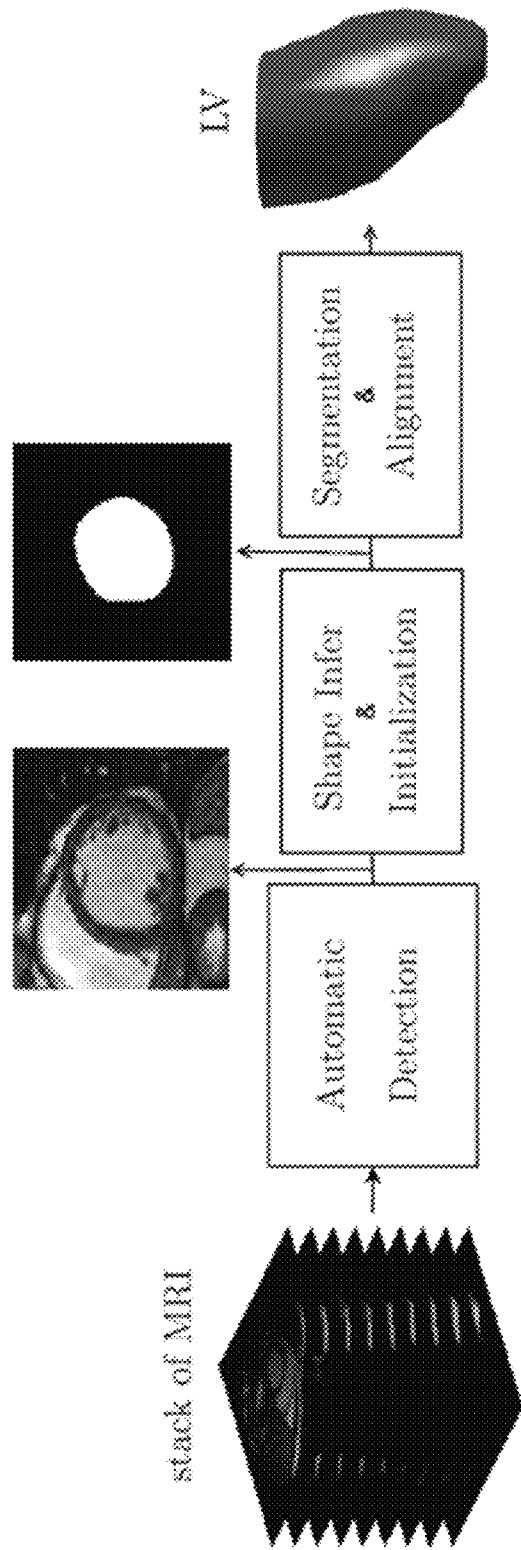 stack of MRI
Automatic
Detection
Shape Infer
&
Initialization
Segmentation
&
Alignment
LV